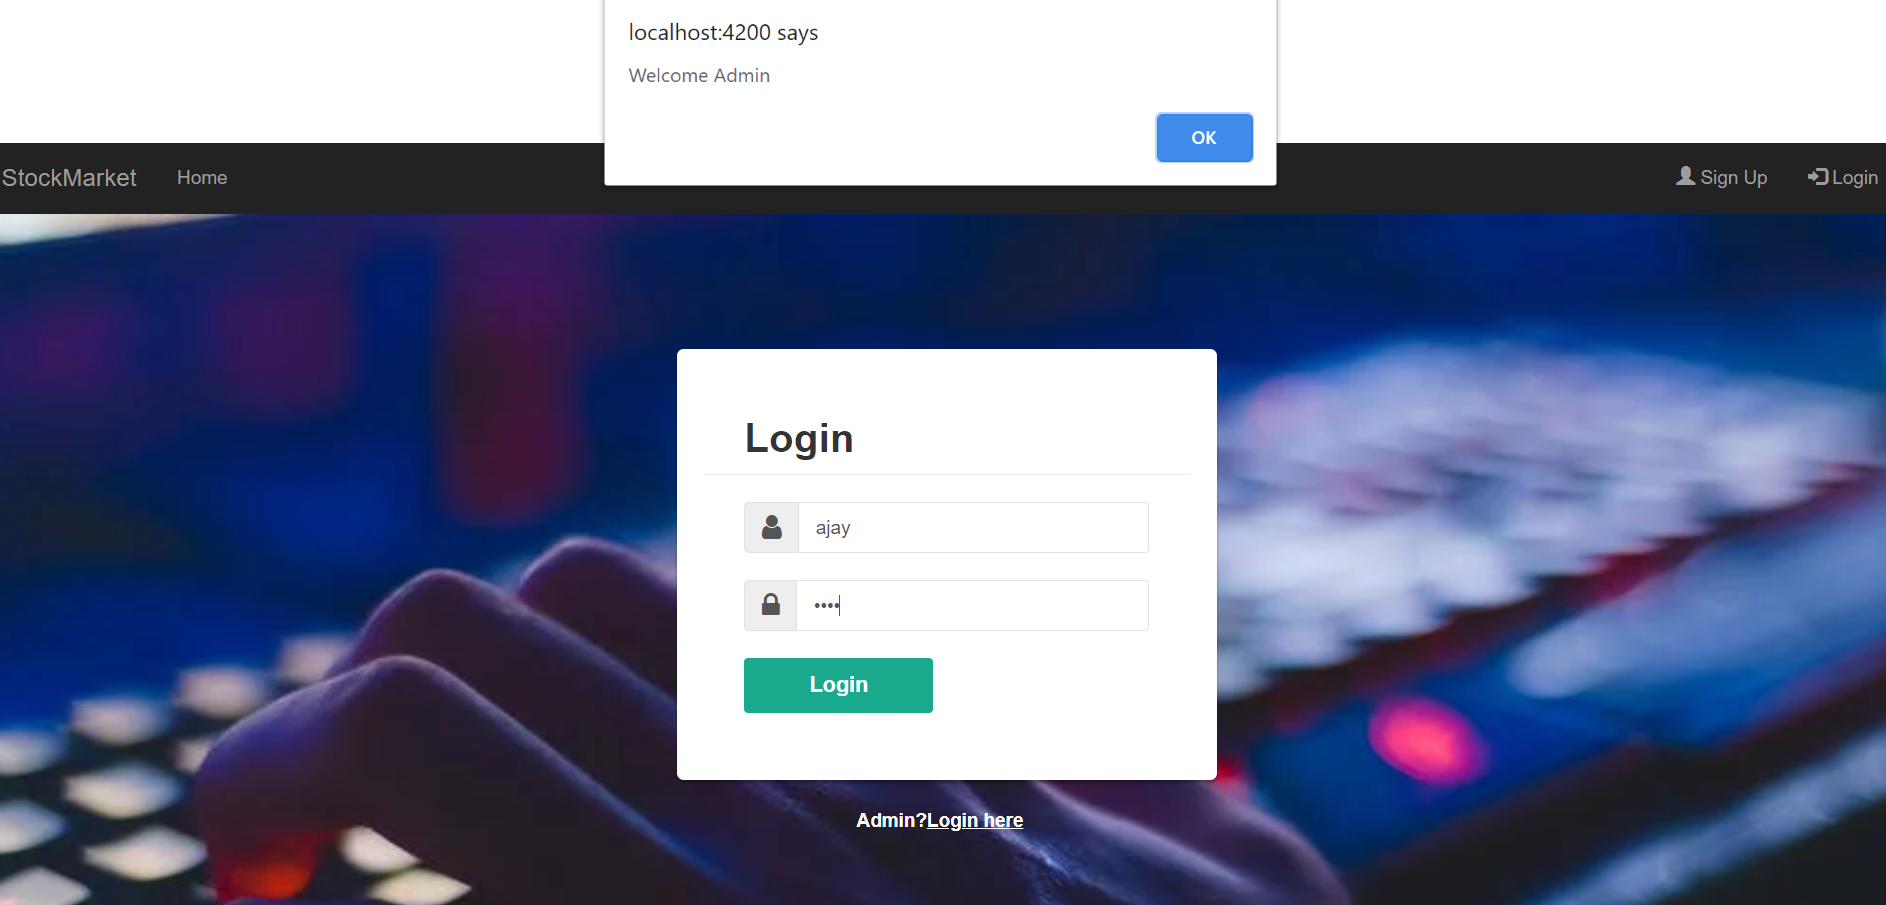 localhost:4200 says
Welcome Admin
OK
StockMarket Home Sign Up Login
Login
ajay
••••
Login
Admin?Login here